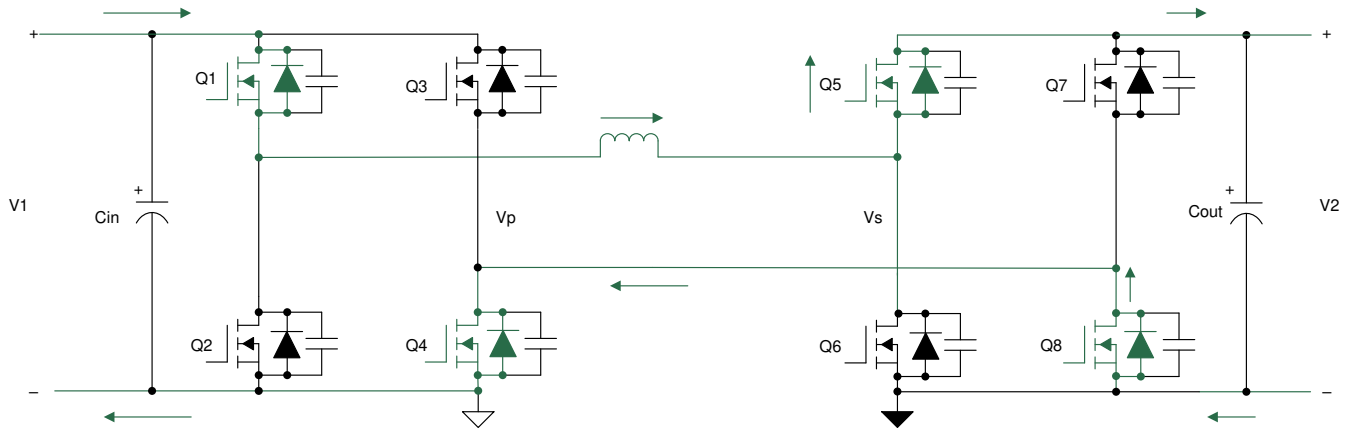 +
Q1
Q3
Q5
Q7
+
+
Cin
V1
Vp
Vs
+
Cout
V2
Q2
Q4
Q6
Q8
–
–